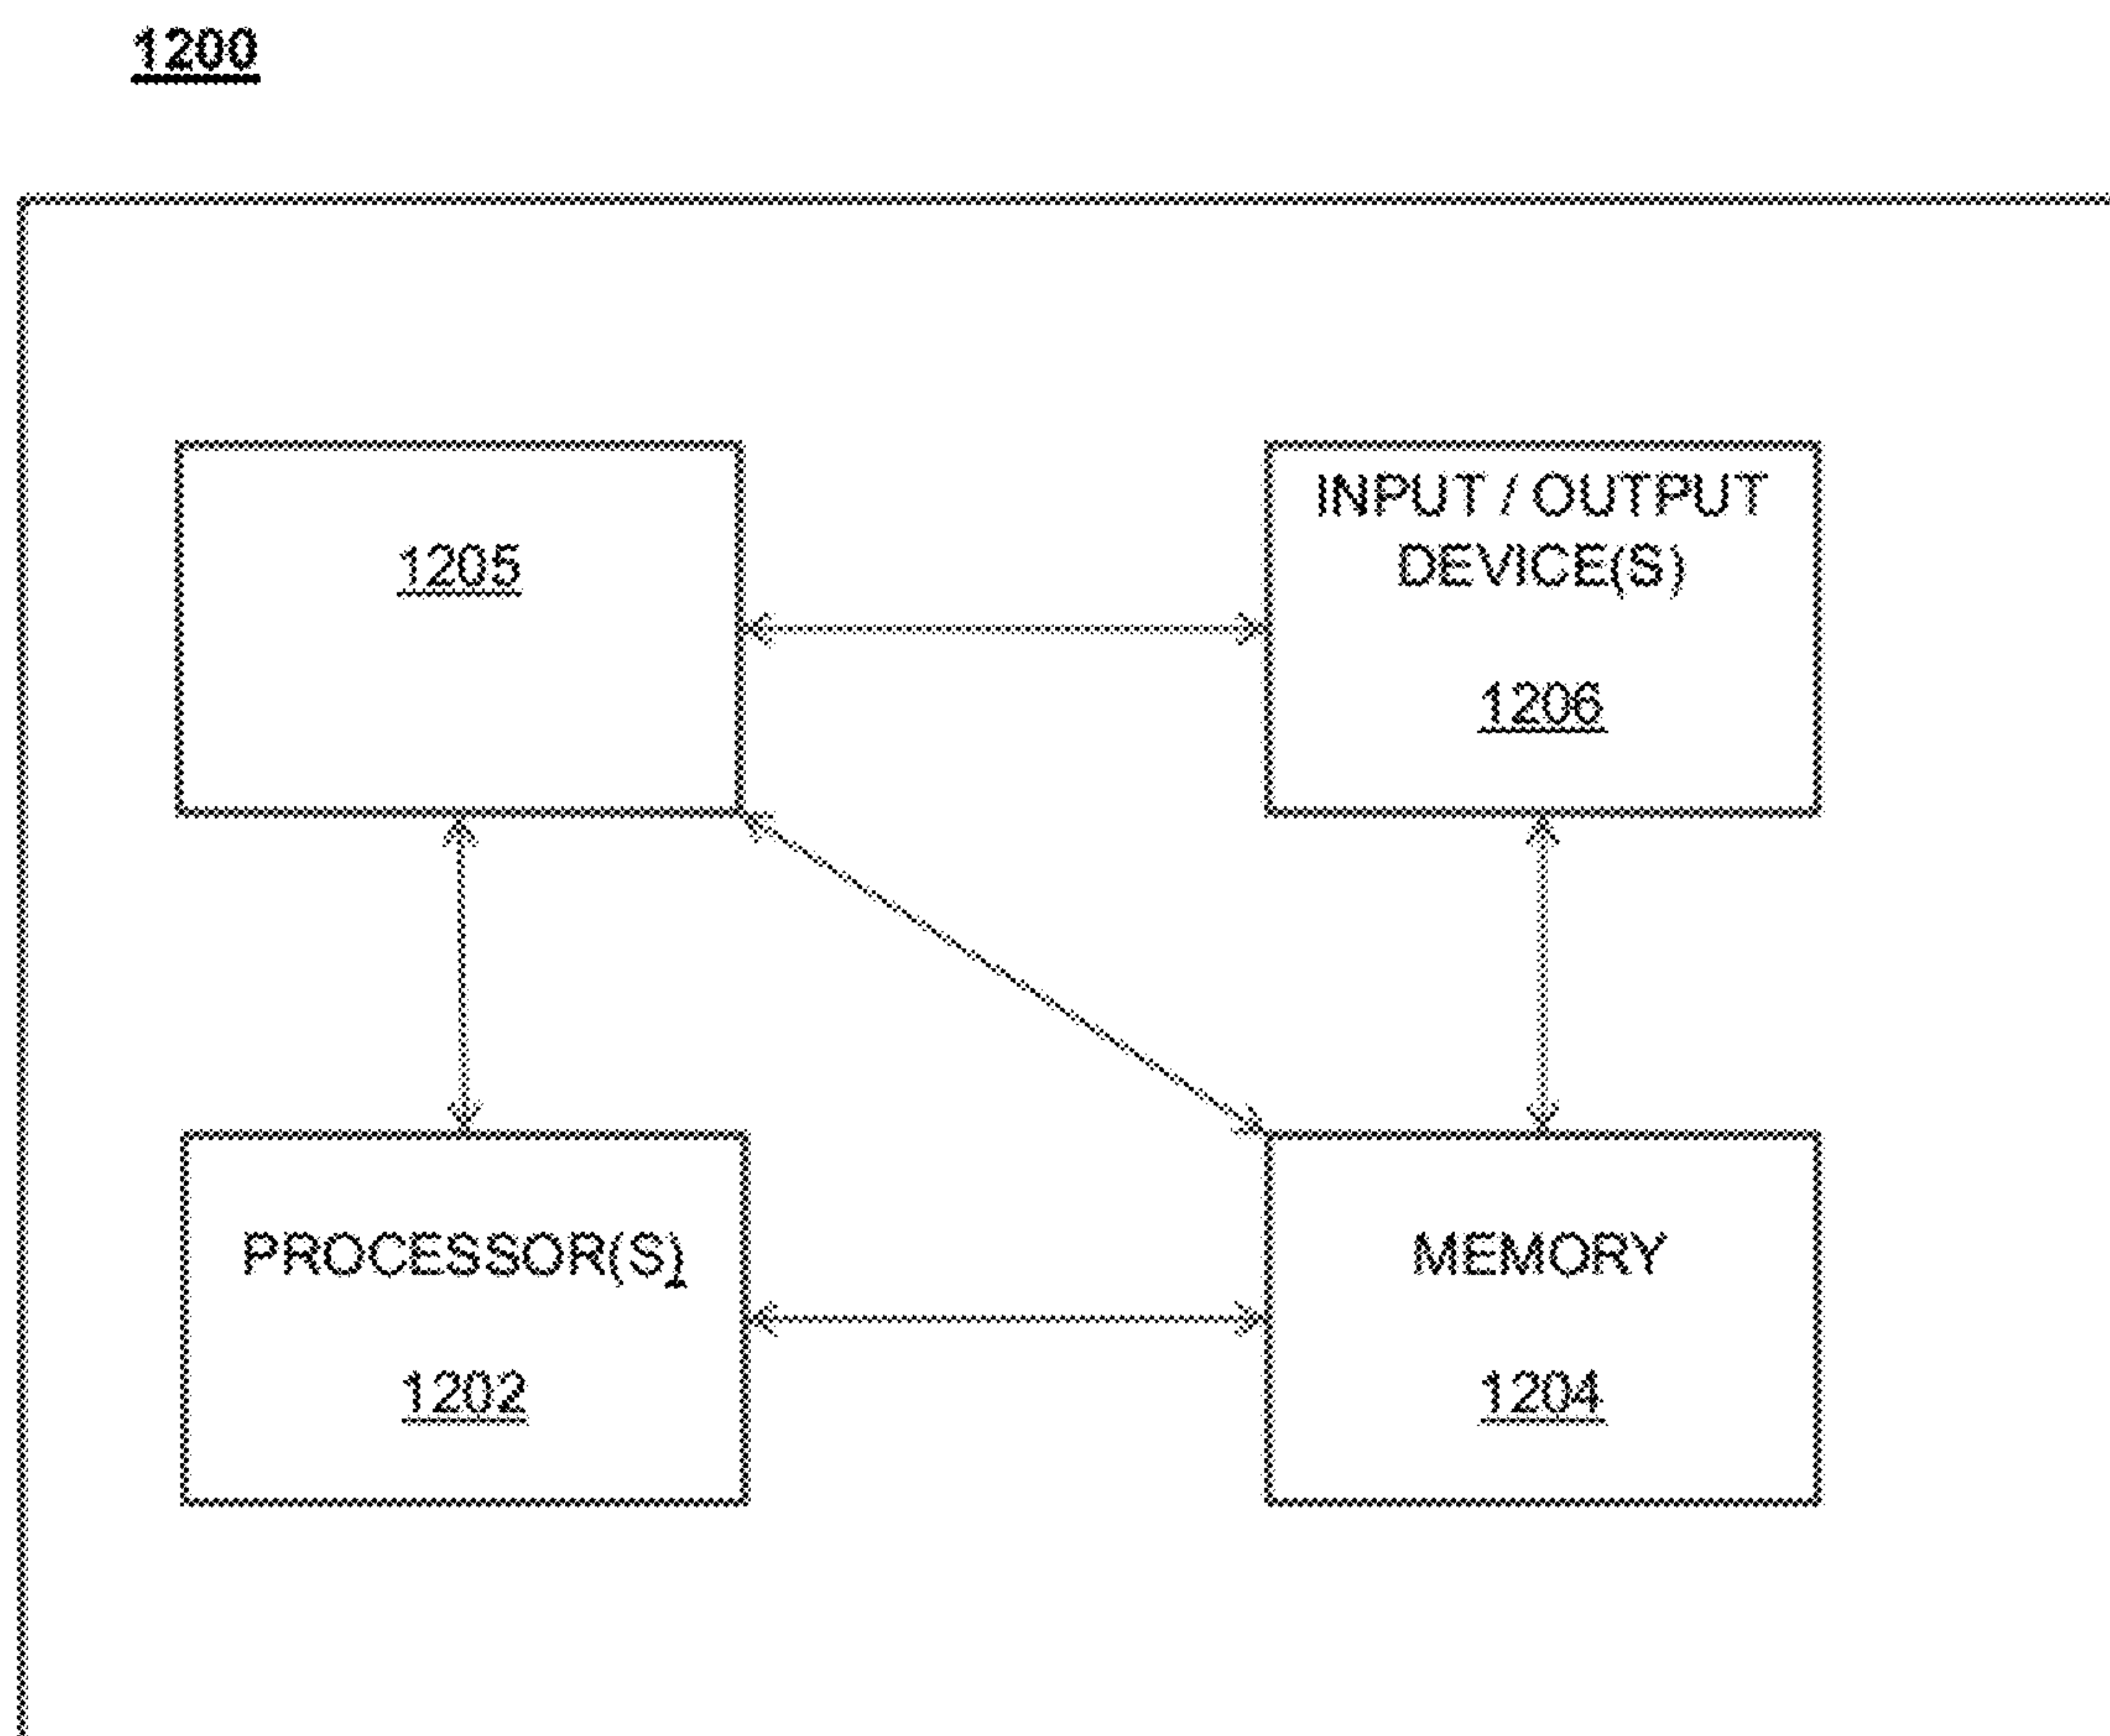 1200
1205
INPUT / OUTPUT
DEVICE(S)
1206
PROCESSOR(S)
1202
MEMORY
1204